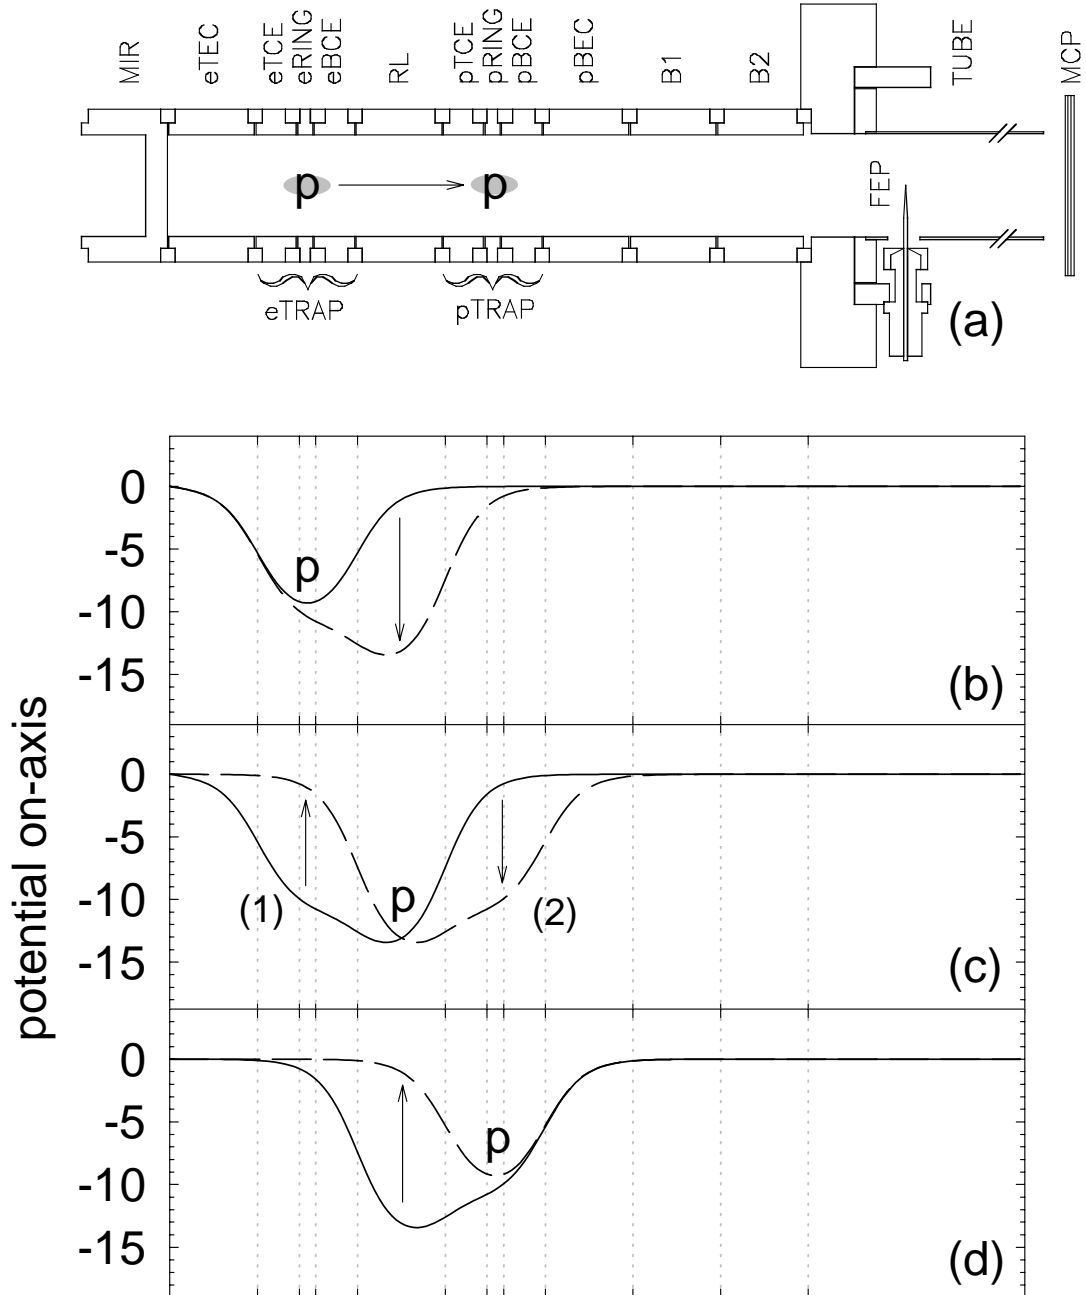 MIR
eTEC
eTCE
eRING
eBCE
RL
pTCE
pRING
pBCE
pBEC
B1
B2
TUBE
MCP
p
p
FEP
eTRAP
pTRAP
(a)
potential on-axis
0
-5
-10
-15
p
(b)
0
-5
-10
-15
(1)
p
(2)
(c)
0
-5
-10
-15
p
(d)